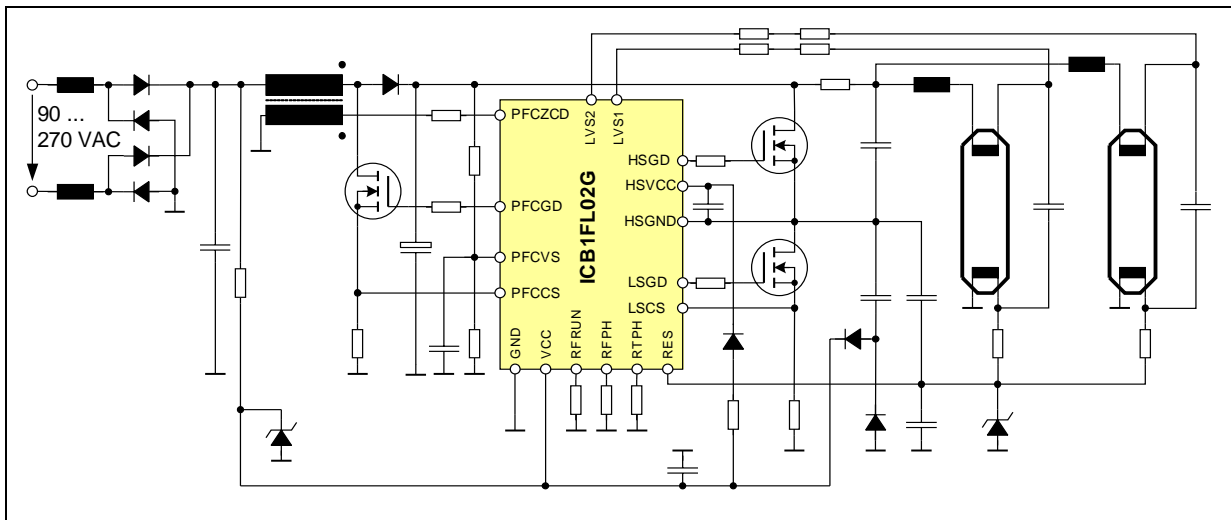 90 ...
270 VAC
PFCZCD
PFCGD
PFCVS
PFCCS
LVS2
LVS1
ICB1FL02G
HSGD
HSVCC
HSGND
LSGD
LSCS
GND
VCC
RFRUN
RFPH
RTPH
RES